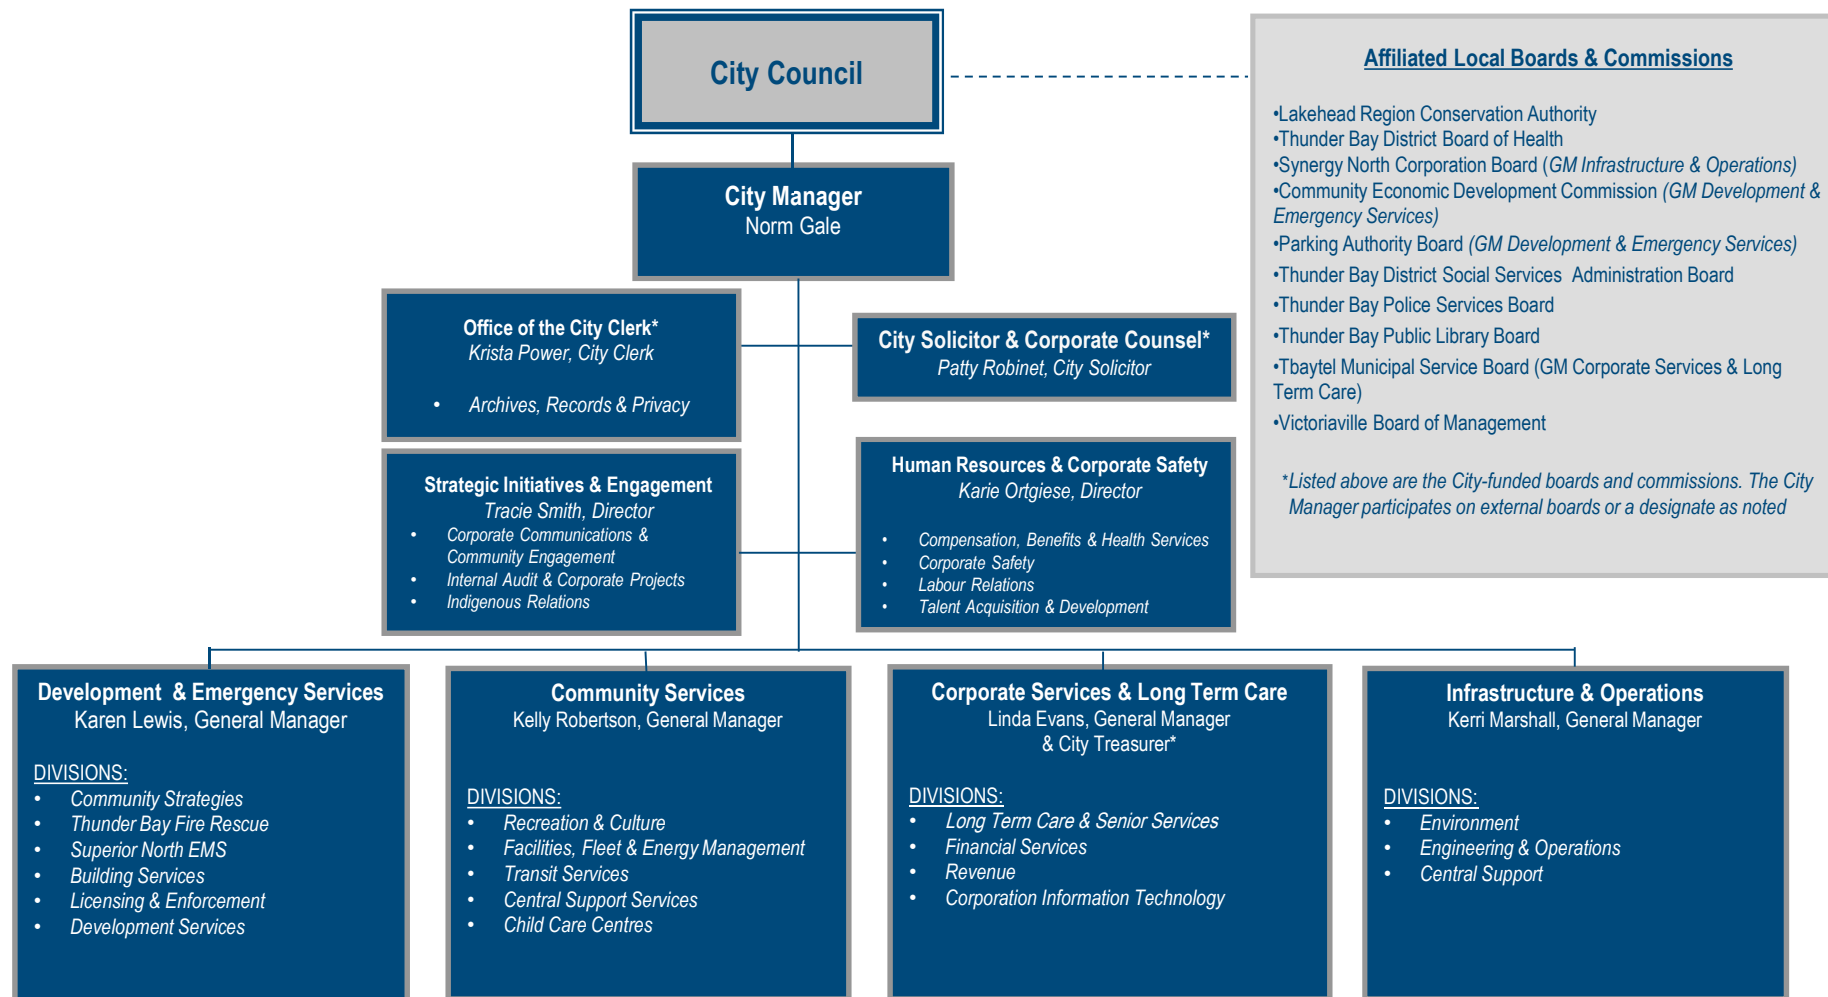 City Council
Affiliated Local Boards & Commissions
•Lakehead Region Conservation Authority
•Thunder Bay District Board of Health
•Synergy North Corporation Board (GM Infrastructure & Operations)
•Community Economic Development Commission (GM Development &
Emergency Services)
•Parking Authority Board (GM Development & Emergency Services)
•Thunder Bay District Social Services Administration Board
•Thunder Bay Police Services Board
•Thunder Bay Public Library Board
•Tbaytel Municipal Service Board (GM Corporate Services & Long
Term Care)
•Victoriaville Board of Management
*Listed above are the City-funded boards and commissions. The City
Manager participates on external boards or a designate as noted
City Manager
Norm Gale
Office of the City Clerk*
Krista Power, City Clerk
• Archives, Records & Privacy
City Solicitor & Corporate Counsel*
Patty Robinet, City Solicitor
Strategic Initiatives & Engagement
Tracie Smith, Director
• Corporate Communications &
Community Engagement
• Internal Audit & Corporate Projects
• Indigenous Relations
Human Resources & Corporate Safety
Karie Ortgiese, Director
• Compensation, Benefits & Health Services
• Corporate Safety
• Labour Relations
• Talent Acquisition & Development
Development & Emergency Services
Karen Lewis, General Manager
DIVISIONS:
• Community Strategies
• Thunder Bay Fire Rescue
• Superior North EMS
• Building Services
• Licensing & Enforcement
• Development Services
Community Services
Kelly Robertson, General Manager
DIVISIONS:
• Recreation & Culture
• Facilities, Fleet & Energy Management
• Transit Services
• Central Support Services
• Child Care Centres
Corporate Services & Long Term Care
Linda Evans, General Manager
& City Treasurer*
DIVISIONS:
• Long Term Care & Senior Services
• Financial Services
• Revenue
• Corporation Information Technology
Infrastructure & Operations
Kerri Marshall, General Manager
DIVISIONS:
• Environment
• Engineering & Operations
• Central Support